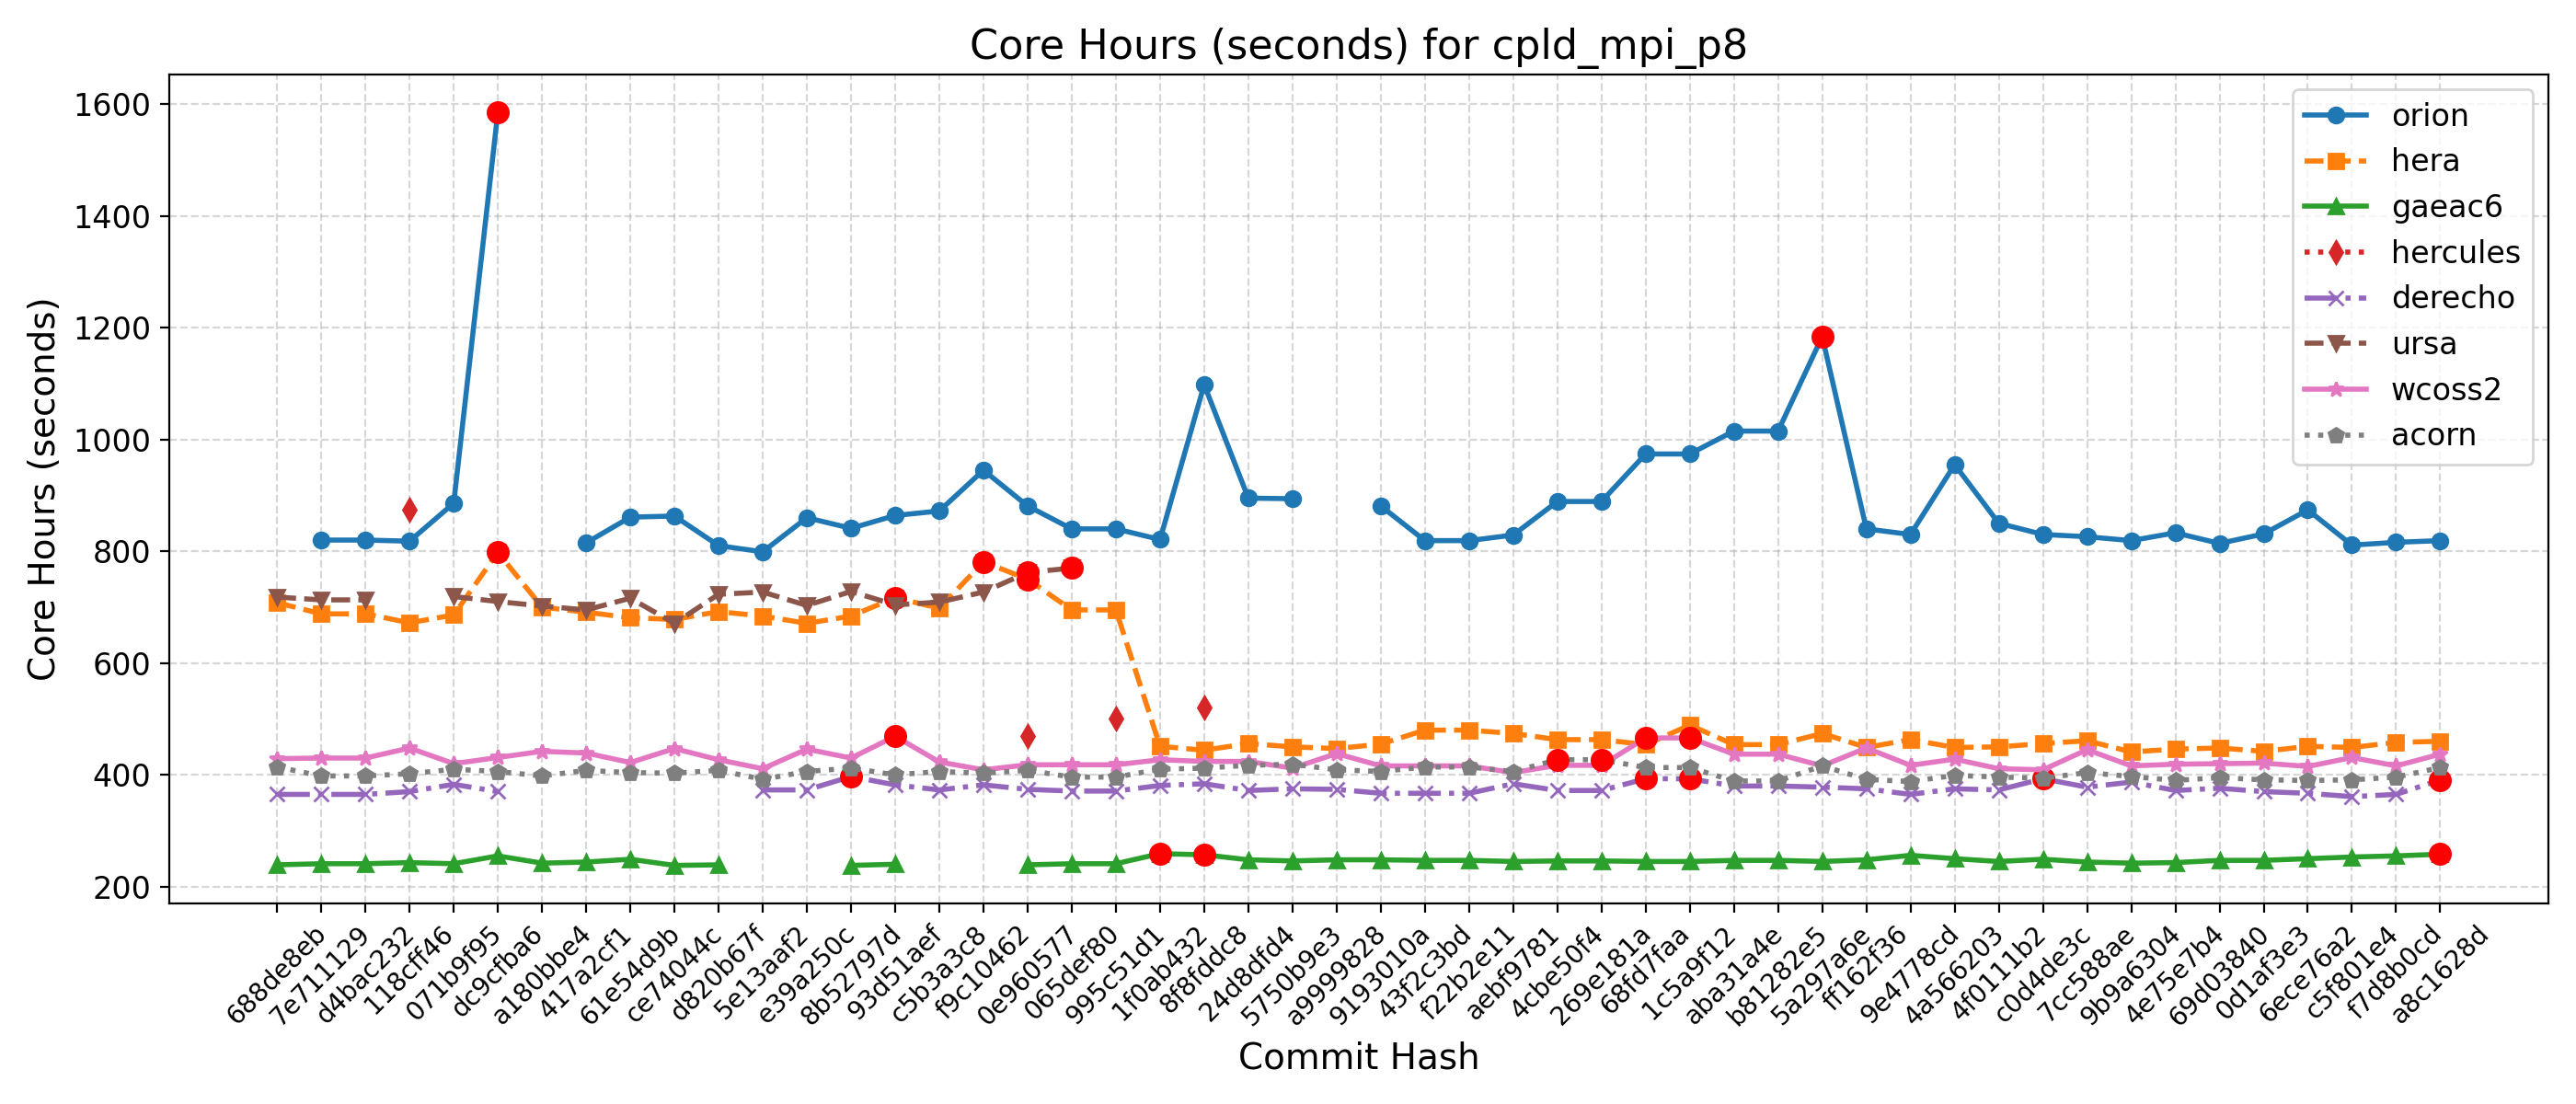 Core Hours (seconds) for cpld_mpi_p8
Core Hours (seconds)
1600
1400
1200
1000
800
600
400
200
orion
hera
gaeac6
hercules
derecho
ursa
wcoss2
acorn
688de8eb
7e711129
d4bac232
118cff46
071b9f95
dc9cfba6
a180bbe4
417a2cf1
61e54d9b
ce74044c
d820b67f
5e13aaf2
e39a250c
8b52797d
93d51aef
c5b3a3c8
f9c10462
0e960577
065def80
995c51d1
1f0ab432
8f8fddc8
24d8dfd4
5750b9e3
a9999828
9193010a
43f2c3bd
f22b2e11
aebf9781
4cbe50f4
269e181a
68fd7faa
1c5a9f12
aba31a4e
b81282e5
5a297a6e
ff162f36
9e4778cd
4a566203
4f0111b2
c0d4de3c
7cc588ae
9b9a6304
4e75e7b4
69d03840
0d1af3e3
6ece76a2
c5f801e4
f7d8b0cd
a8c1628d
Commit Hash